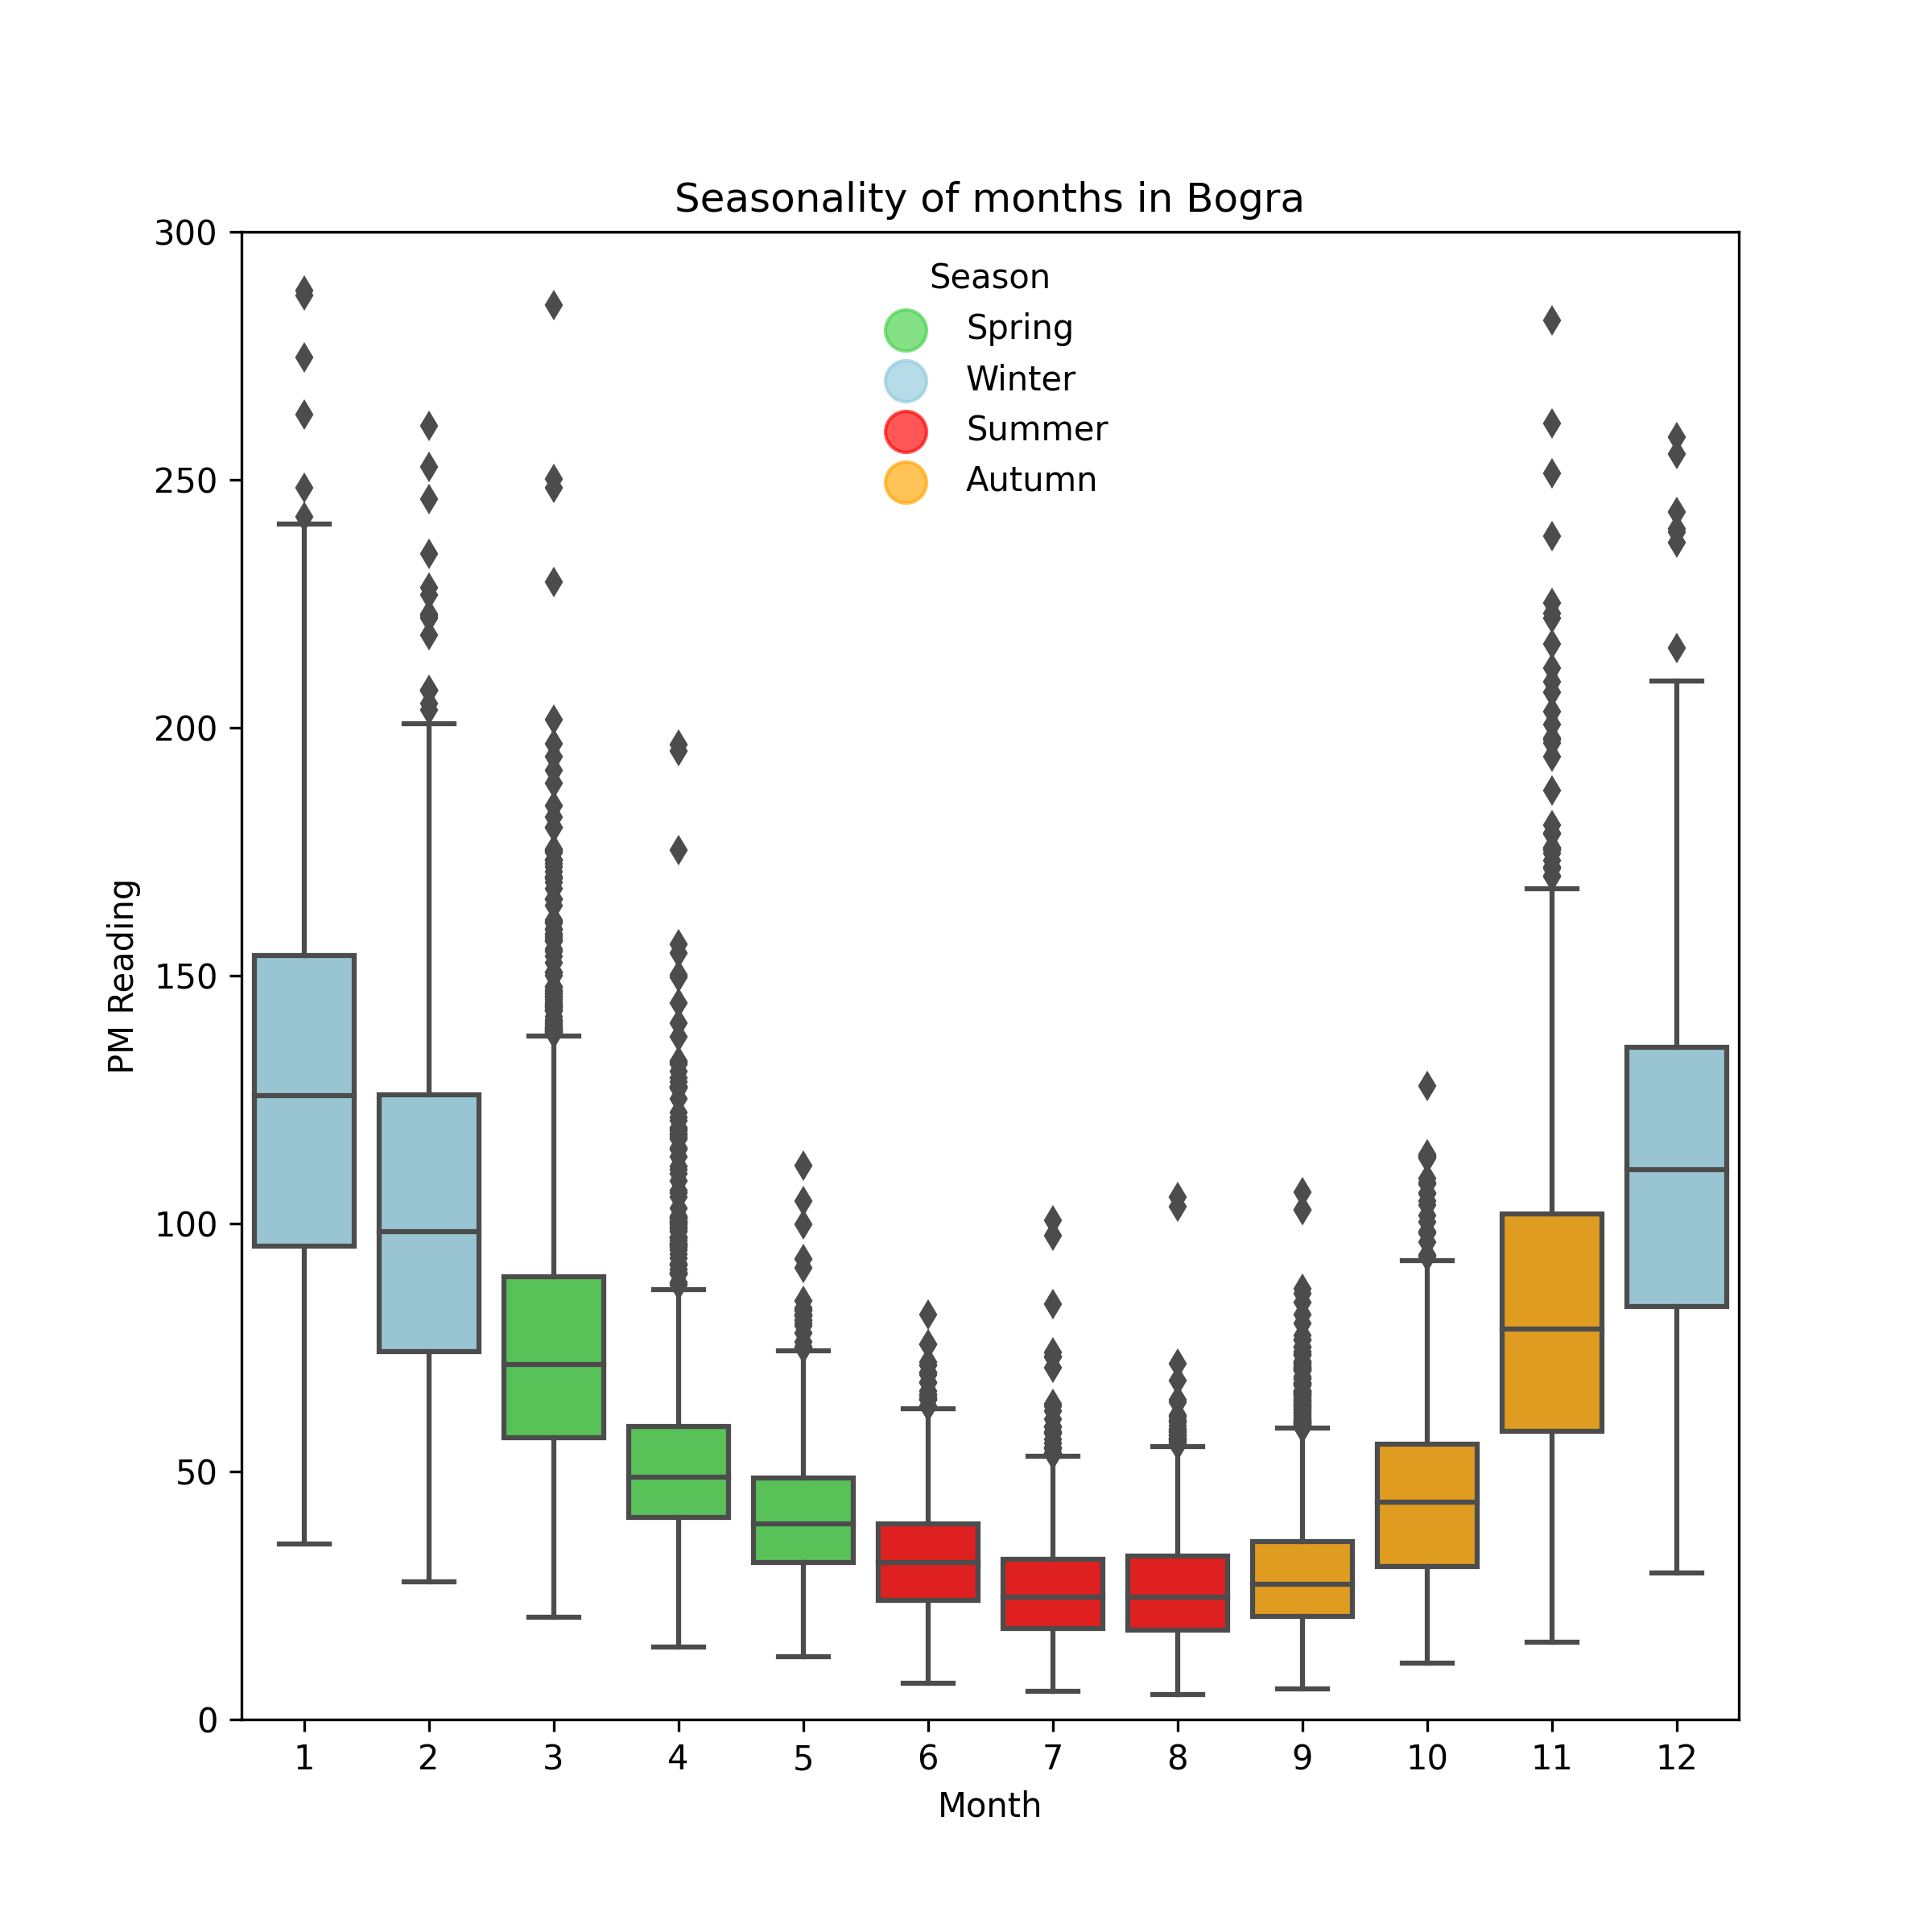 Seasonality of months in Bogra
300
250
200
150
100
50
0
PM Reading
Season
Spring
Winter
Summer
Autumn
1 2 3 4 5 6 7 8 9 10 11 12
Month